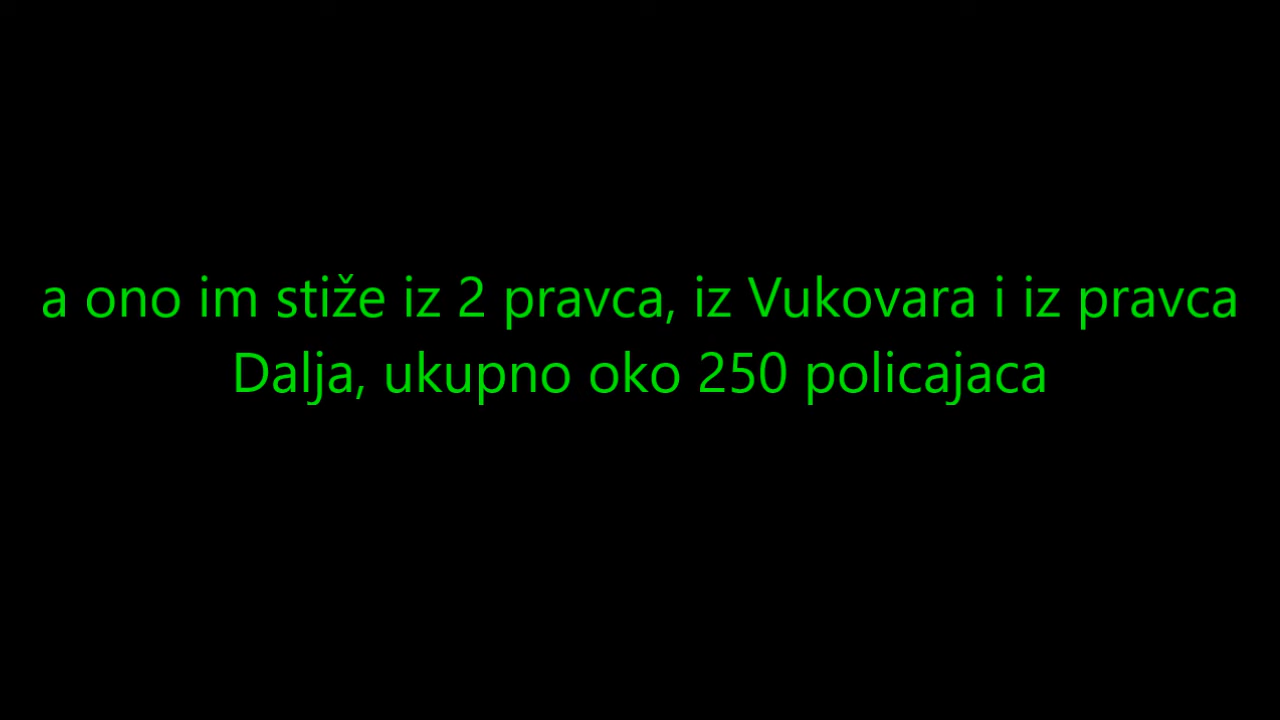 a ono im stiže iz 2 pravca, iz Vukovara i iz pravca
Dalja, ukupno oko 250 policajaca